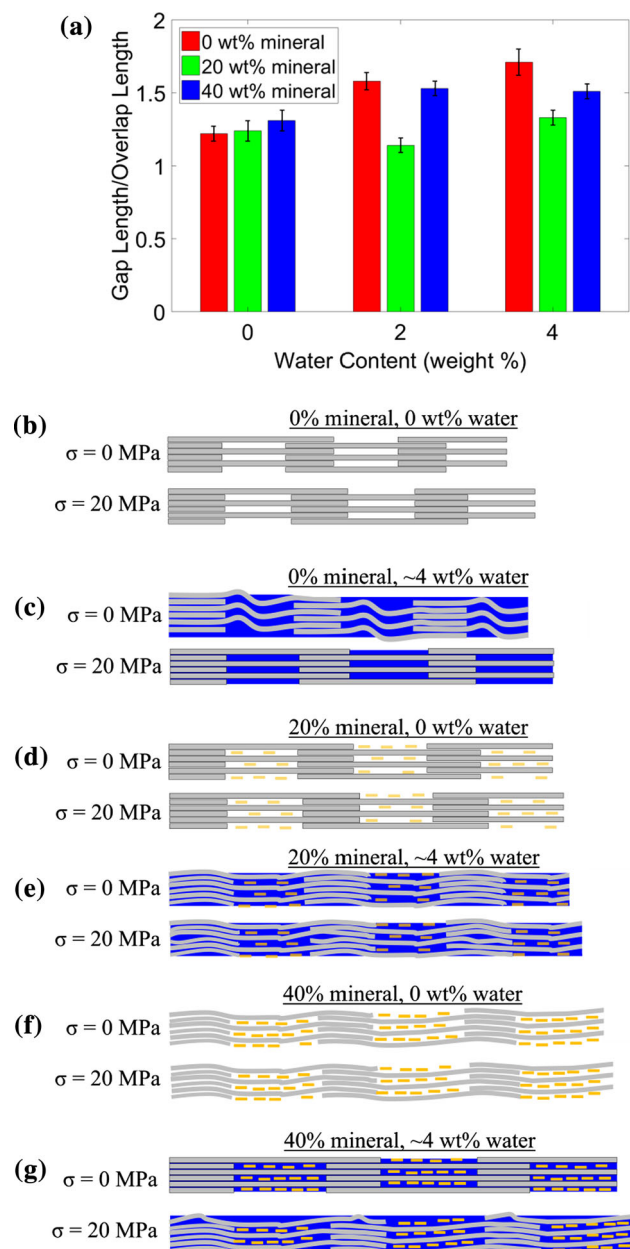 (a)
2
1.5
1
0.5
0
Gap Length/Overlap Length
0 wt% mineral
20 wt% mineral
40 wt% mineral
0 2 4
Water Content (weight %)
(b)
0% mineral, 0 wt% water
σ = 0 MPa
σ = 20 MPa
(c)
0% mineral, ~4 wt% water
σ = 0 MPa
σ = 20 MPa
(d)
20% mineral, 0 wt% water
σ = 0 MPa
σ = 20 MPa
(e)
20% mineral, ~4 wt% water
σ = 0 MPa
σ = 20 MPa
(f)
40% mineral, 0 wt% water
σ = 0 MPa
σ = 20 MPa
(g)
40% mineral, ~4 wt% water
σ = 0 MPa
σ = 20 MPa